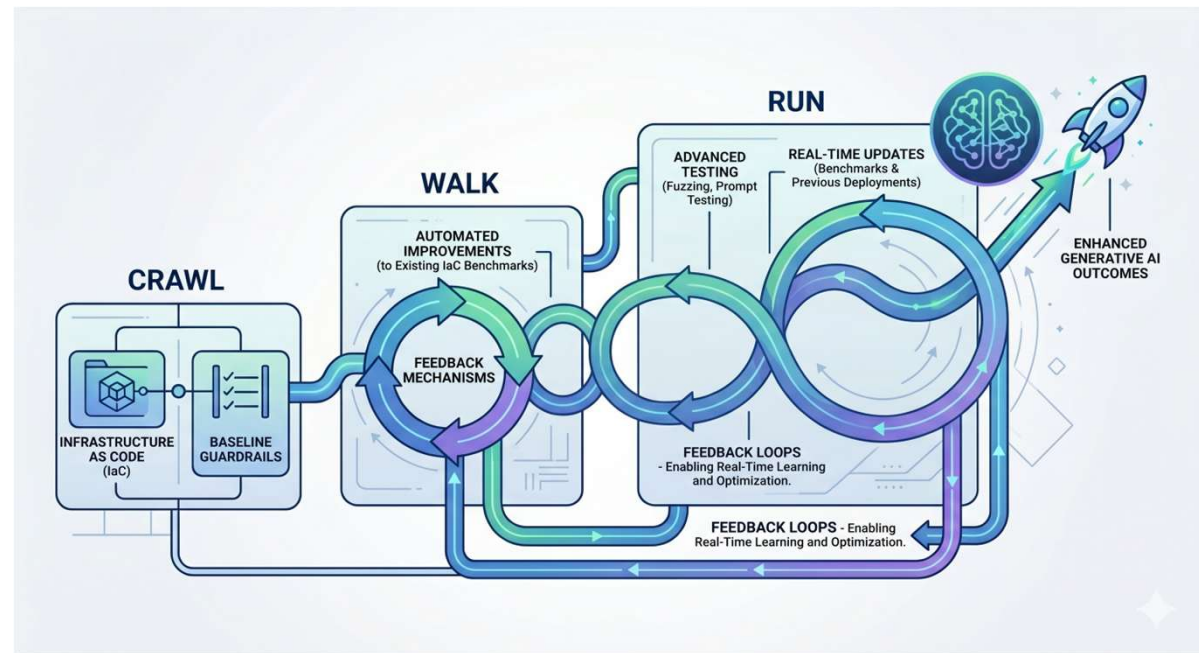 CRAWL
INFRASTRUCTURE
AS CODE
(IaC)
BASELINE
GUARDRAILS
WALK
AUTOMATED
IMPROVEMENTS
(to Existing IaC Benchmarks)
FEEDBACK
MECHANISMS
RUN
ADVANCED
TESTING
(Fuzzing, Prompt
Testing)
REAL-TIME UPDATES
(Benchmarks &
Previous Deployments)
FEEDBACK LOOPS
- Enabling Real-Time Learning
and Optimization.
FEEDBACK LOOPS - Enabling
Real-Time Learning and Optimization.
ENHANCED
GENERATIVE AI
OUTCOMES